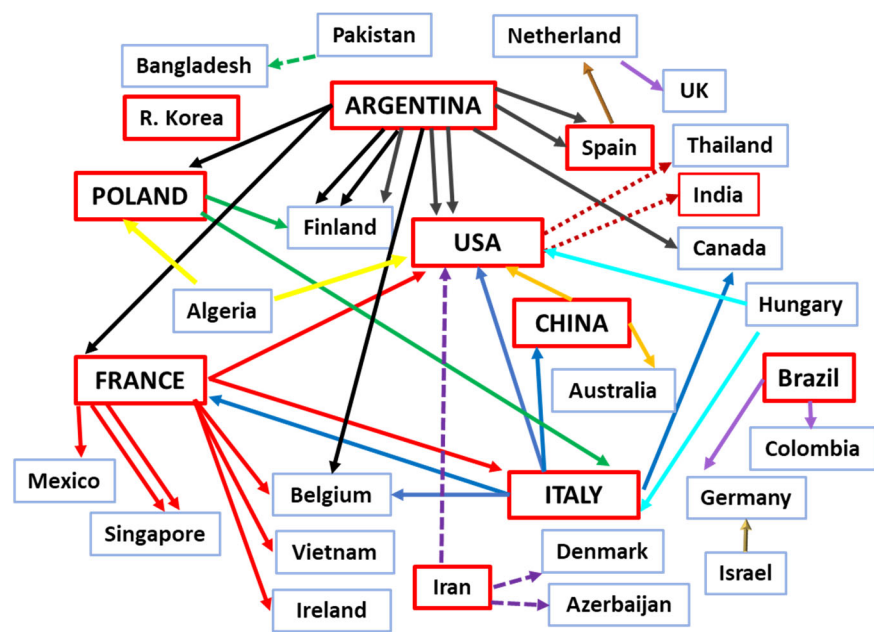 Pakistan
Netherland
Bangladesh
UK
ARGENTINA
R. Korea
Spain
Thailand
POLAND
India
Finland
USA
Canada
Algeria
Hungary
CHINA
FRANCE
Australia
Brazil
Colombia
Mexico
Belgium
ITALY
Germany
Singapore
Vietnam
Denmark
Israel
Iran
Azerbaijan
Ireland